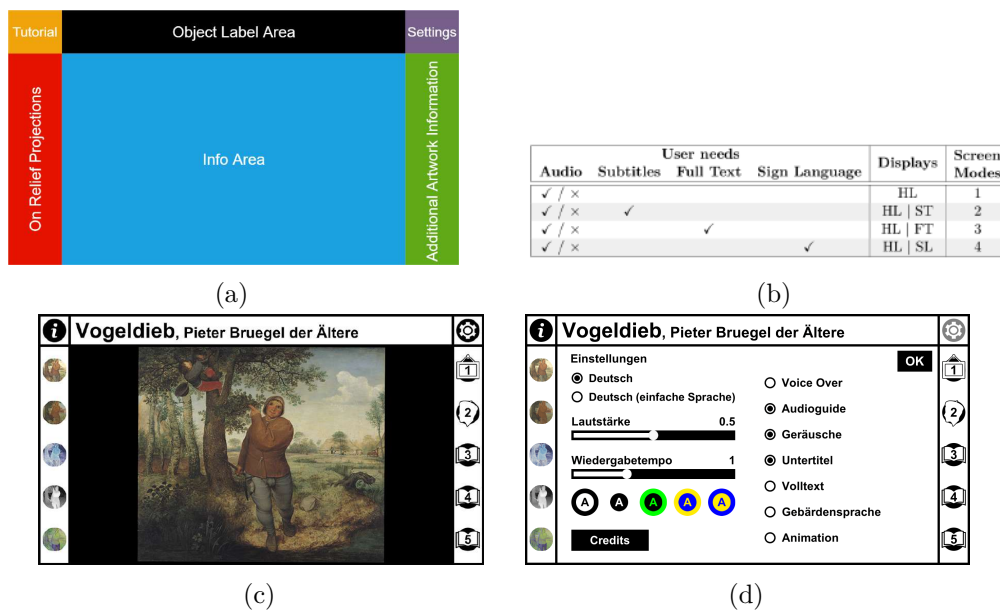 Tutorial
Object Label Area
Settings
On Relief Projections
Info Area
Additional Artwork Information
(a)
User needs
Displays
Screen Modes
Audio Subtitles Full Text Sign Language
✓ / × HL 1
✓ / × ✓ HL | ST 2
✓ / × ✓ HL | FT 3
✓ / × ✓ HL | SL 4
(b)
i Vogeldieb, Pieter Bruegel der Ältere
1
2
3
4
5
(c)
i Vogeldieb, Pieter Bruegel der Ältere
Einstellungen
OK
Deutsch
Deutsch (einfache Sprache)
Lautstärke 0.5
Wiedergabetempo 1
A A A A A
Credits
Voice Over
Audioguide
Geräusche
Untertitel
Volltext
Gebärdensprache
Animation
1
2
3
4
5
(d)